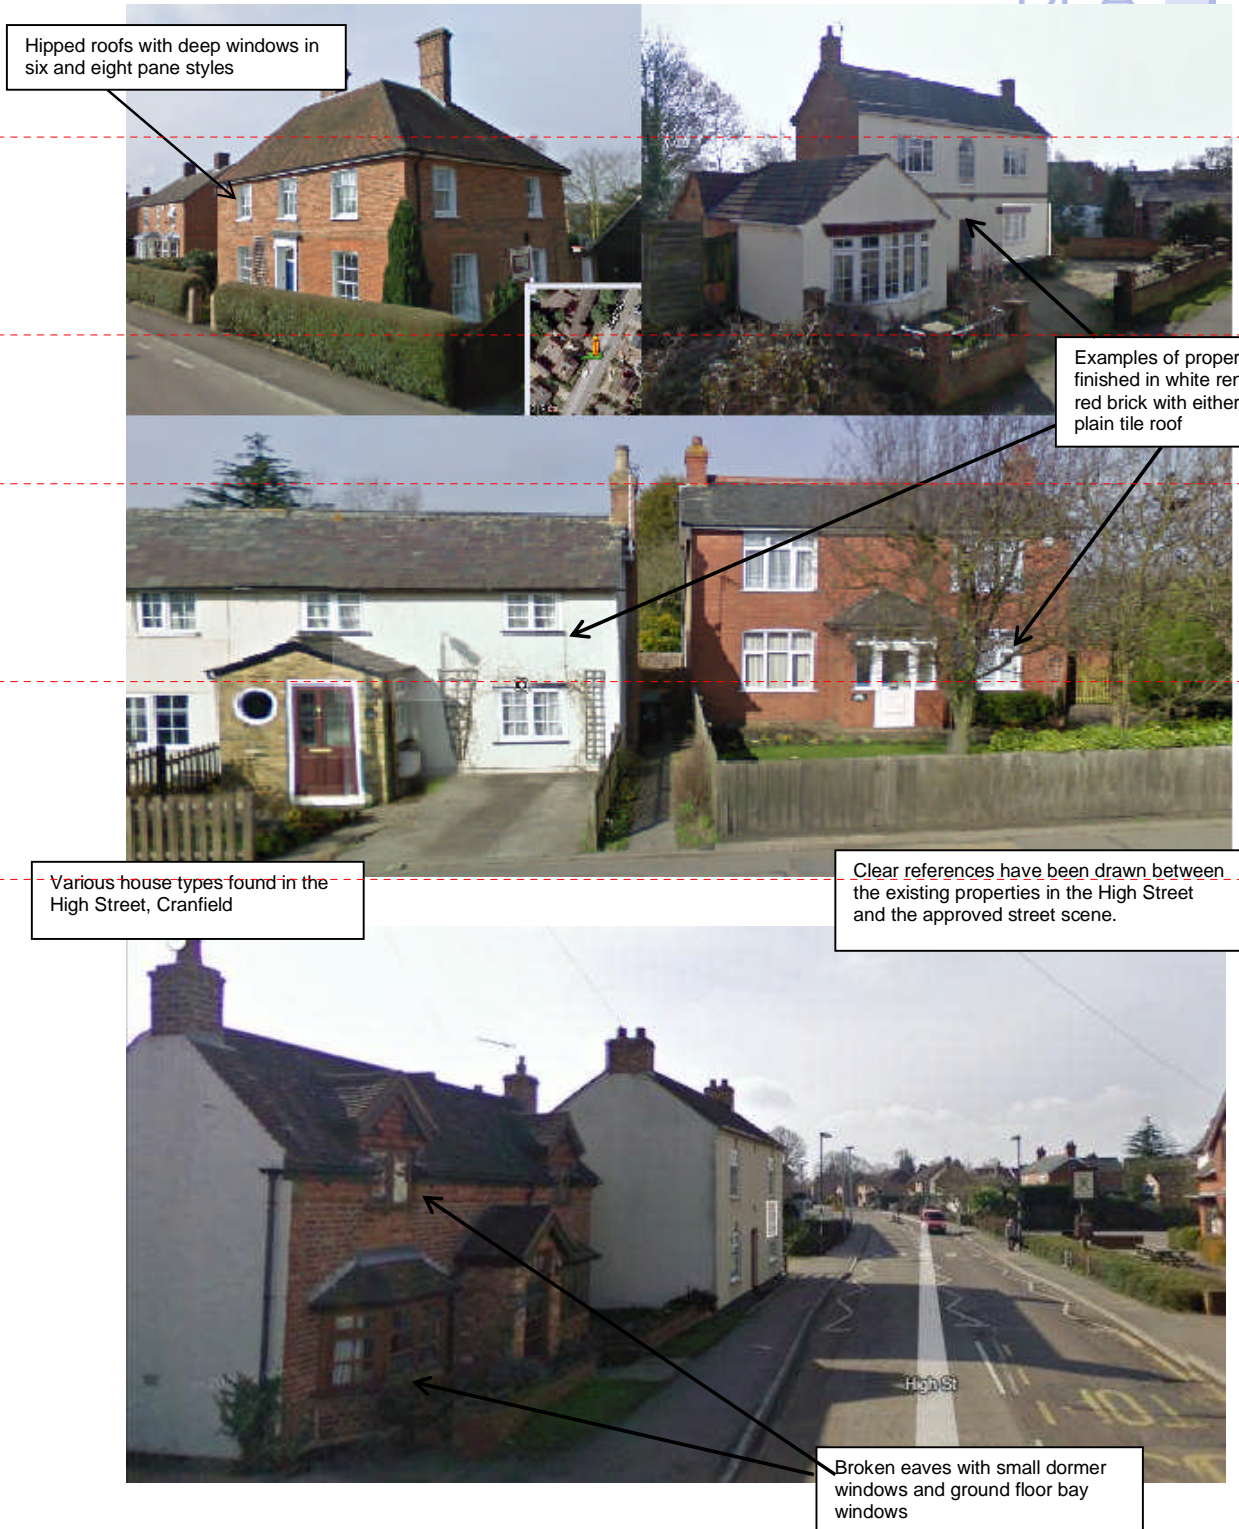 Hipped roofs with deep windows in
six and eight pane styles
Examples of proper
finished in white ren
red brick with either
plain tile roof
Various house types found in the
High Street, Cranfield
Clear references have been drawn between
the existing properties in the High Street
and the approved street scene.
High St
Broken eaves with small dormer
windows and ground floor bay
windows